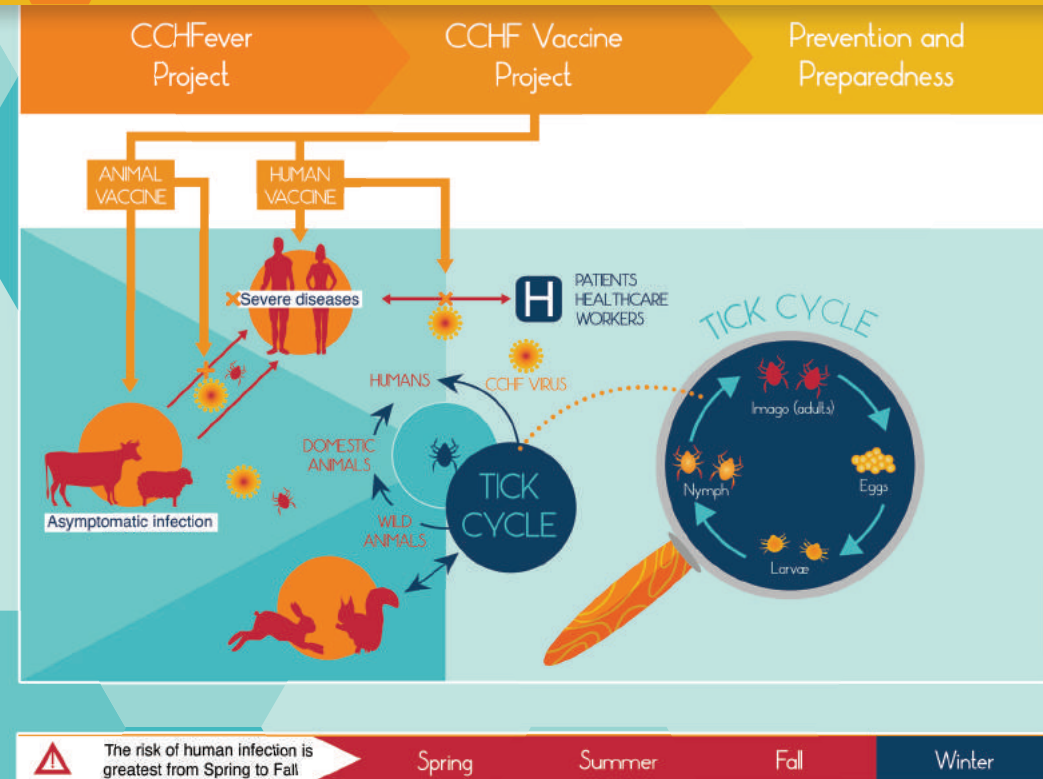 CCHFever
Project
CCHF Vaccine
Project
Prevention and
Preparedness
ANIMAL
VACCINE
HUMAN
VACCINE
Severe diseases
H
PATIENTS
HEALTHCARE
WORKERS
TICK CYCLE
HUMANS
CCHF VIRUS
Imago (adults)
DOMESTIC
ANIMALS
TICK
CYCLE
Nymph
Eggs
Asymptomatic infection
WILD
ANIMALS
Larvæ
The risk of human infection is
greatest from Spring to Fall
Spring
Summer
Fall
Winter